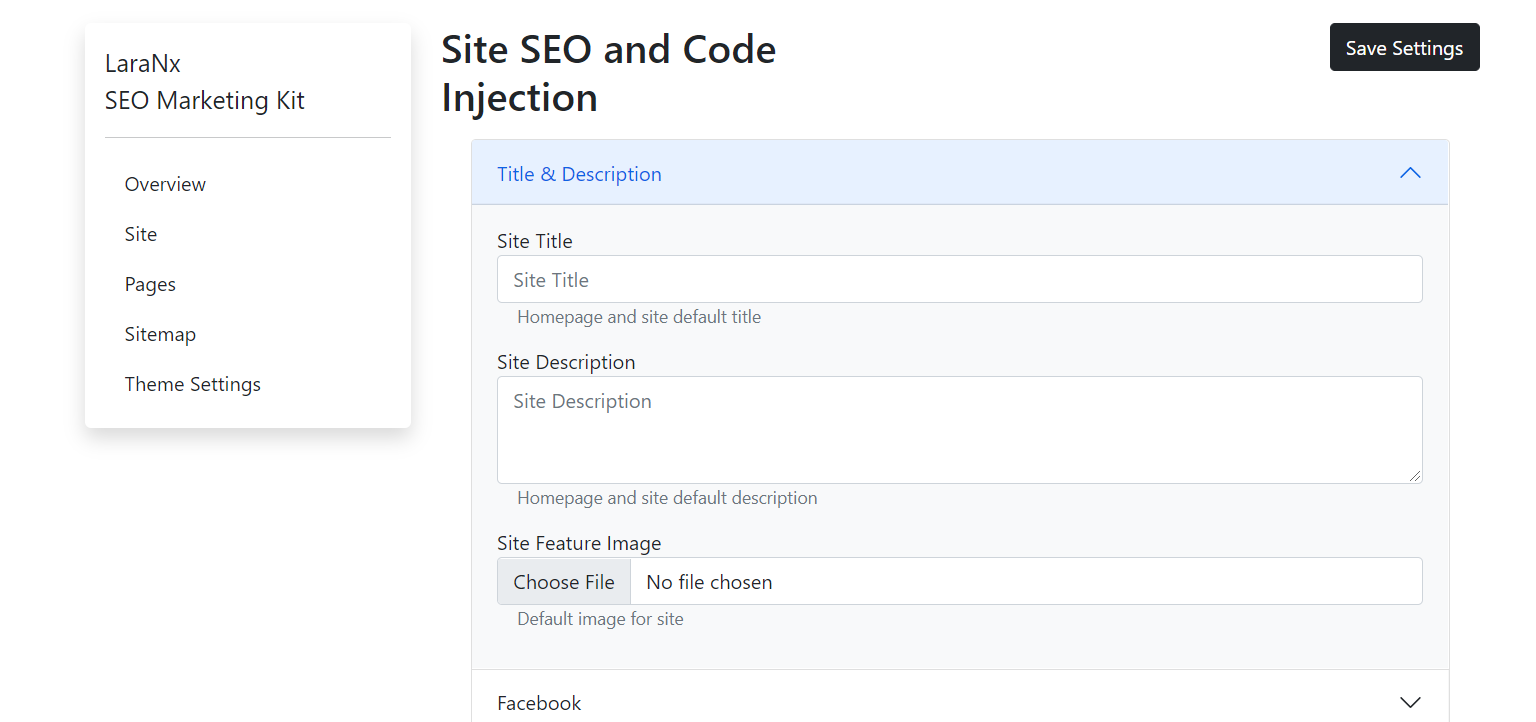 LaraNx
SEO Marketing Kit
Overview
Site
Pages
Sitemap
Theme Settings
Site SEO and Code
Injection
Save Settings
Title & Description
Site Title
Site Title
Homepage and site default title
Site Description
Site Description
Homepage and site default description
Site Feature Image
Choose File No file chosen
Default image for site
Facebook